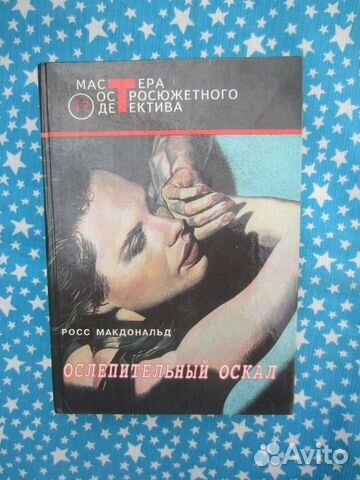 МАСТЕРА
17 ОСТРОСЮЖЕТНОГО
ДЕТЕКТИВА
РОСС МАКДОНАЛЬД
ОСЛЕПИТЕЛЬНЫЙ ОСКАЛ
Avito